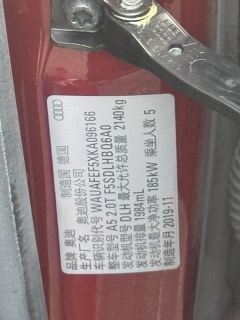 制造国 德国
生产厂名 奥迪股份公司
品牌 奥迪
车辆识别代号 WAUAFEF5XKA096166
整车型号 A5 2.0T F5SDLHBQ6A0
发动机型号 DLH 最大允许总质量 2140kg
发动机排量 1984mL
发动机最大净功率 185kW 乘坐人数 5
制造年月 2019-11